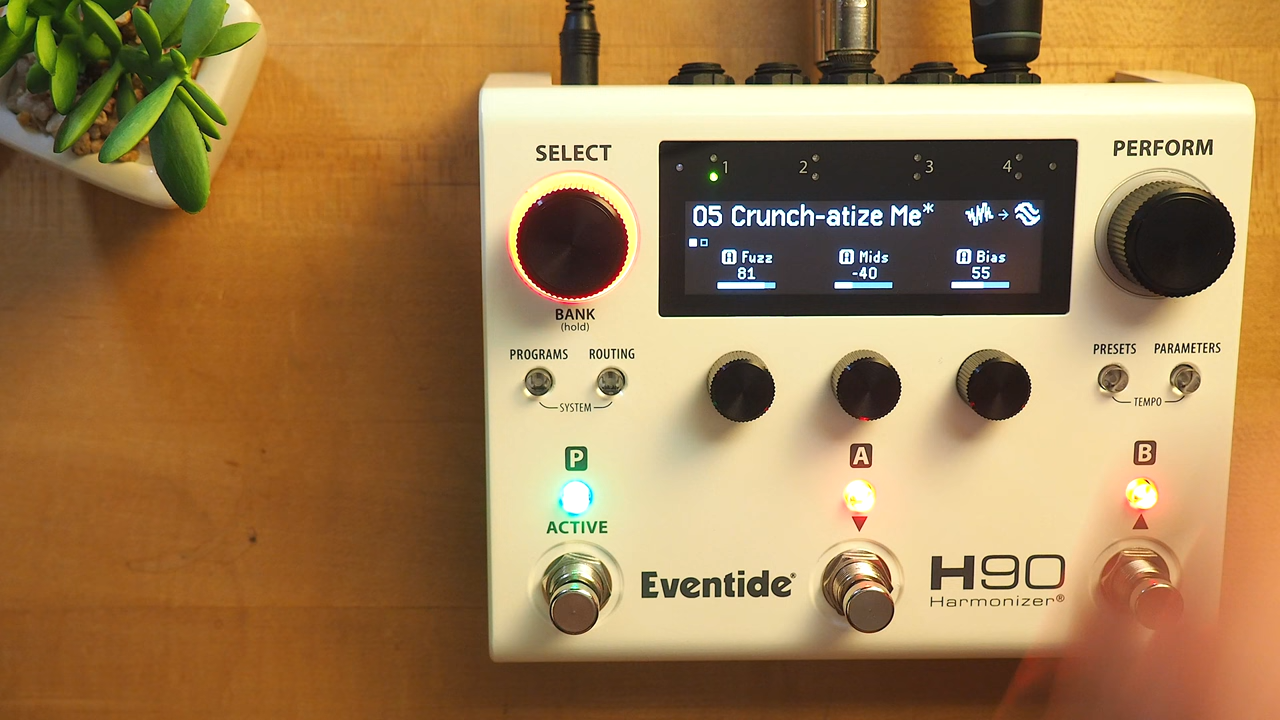 SELECT
PERFORM
1 2 3 4
05 Crunch-atize Me*
A Fuzz A Mids A Bias
81 -40 55
BANK
(hold)
PROGRAMS ROUTING
SYSTEM
PRESETS PARAMETERS
TEMPO
P A B
ACTIVE
Eventide®
H90
Harmonizer®